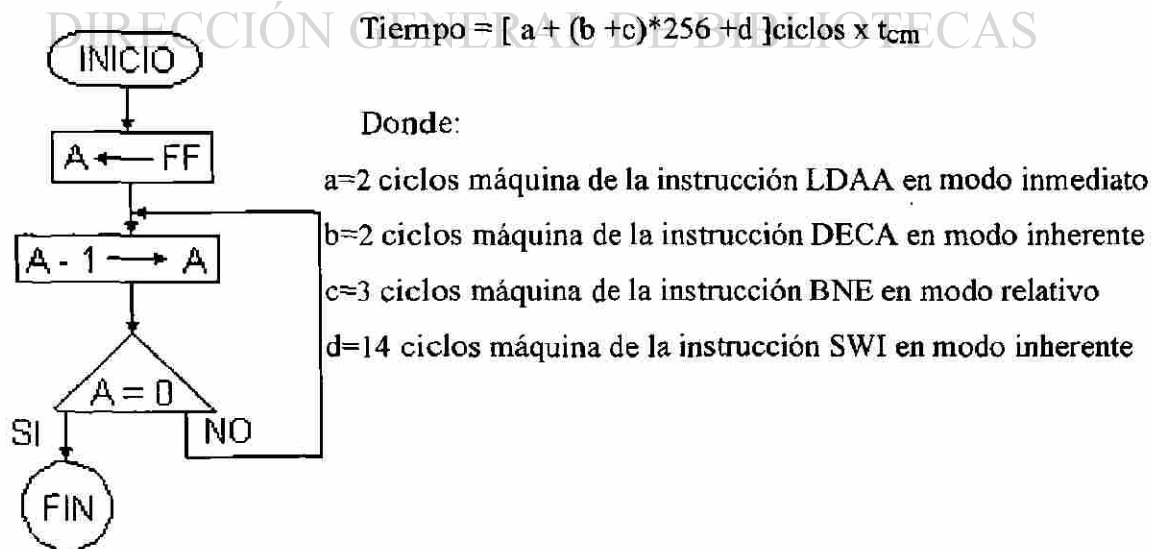 DIRECCIÓN GENERAL DE BIBLIOTECAS
Tiempo = [ a + (b +c)*256 +d ]ciclos x tcm
INICIO
Donde:
A ← FF
a=2 ciclos máquina de la instrucción LDAA en modo inmediato
b=2 ciclos máquina de la instrucción DECA en modo inherente
A - 1 → A
c=3 ciclos máquina de la instrucción BNE en modo relativo
d=14 ciclos máquina de la instrucción SWI en modo inherente
A = 0
SI
NO
FIN